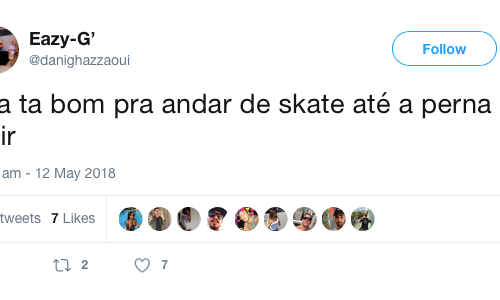 Eazy-G’
@danighazzaoui
Follow
a ta bom pra andar de skate até a perna
ir
am - 12 May 2018
tweets 7 Likes
2 7